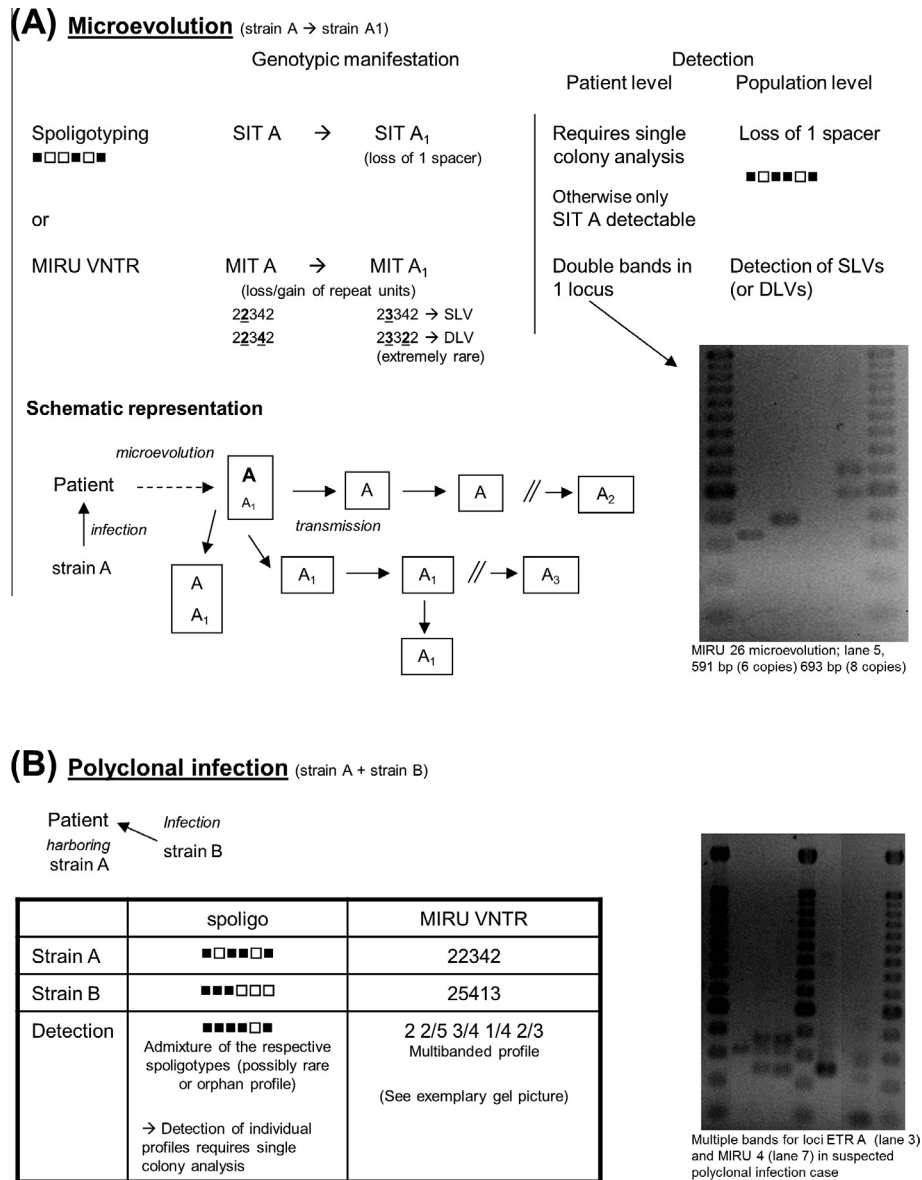 (A) Microevolution (strain A → strain A1)
Genotypic manifestation
Detection
Patient level
Population level
Spoligotyping
SIT A → SIT A1
(loss of 1 spacer)
Requires single
colony analysis
Otherwise only
SIT A detectable
Loss of 1 spacer
or
MIRU VNTR
MIT A → MIT A1
(loss/gain of repeat units)
22342 23342 → SLV
22342 23322 → DLV
(extremely rare)
Double bands in
1 locus
Detection of SLVs
(or DLVs)
Schematic representation
microevolution
Patient
A
A1
A
A
A2
infection
transmission
strain A
A
A1
A1
A1
A3
A1
MIRU 26 microevolution; lane 5,
591 bp (6 copies) 693 bp (8 copies)
(B) Polyclonal infection (strain A + strain B)
Patient
Infection
harboring
strain A
strain B
spoligo MIRU VNTR
Strain A 22342
Strain B 25413
Detection
Admixture of the respective
spoligotypes (possibly rare
or orphan profile)
→ Detection of individual
profiles requires single
colony analysis
2 2/5 3/4 1/4 2/3
Multibanded profile
(See exemplary gel picture)
Multiple bands for loci ETR A (lane 3)
and MIRU 4 (lane 7) in suspected
polyclonal infection case